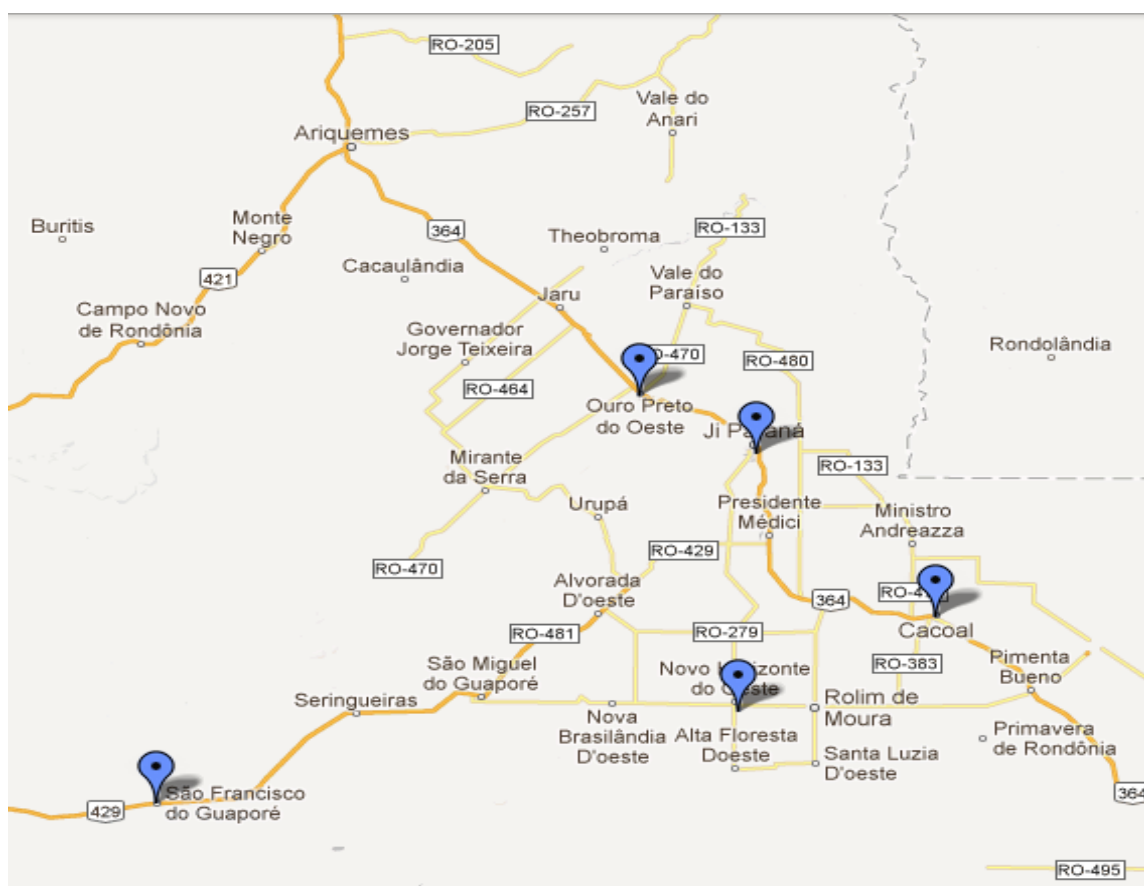 RO-205
Vale do
Anari
RO-257
Ariquemes
Buritis
Monte
Negro
364
RO-133
Theobroma
421
Cacaulândia
Vale do
Paraíso
Jaru
Campo Novo
de Rondônia
Governador
Jorge Teixeira
Rondolândia
RO-470
RO-480
RO-464
Ouro Preto
do Oeste
Mirante
da Serra
RO-133
Urupá
Presidente
Médici
Ministro
Andreazza
RO-429
RO-470
Alvorada
D'oeste
364
Cacoal
RO-481
RO-279
São Miguel
do Guaporé
RO-383
Pimenta
Bueno
Novo
do
Seringueiras
Rolim de
Moura
Nova
Brasilândia
D'oeste
Alta Floresta
Doeste
Primavera
de Rondônia
Santa Luzia
D'oeste
São Francisco
do Guaporé
429
364
RO-495